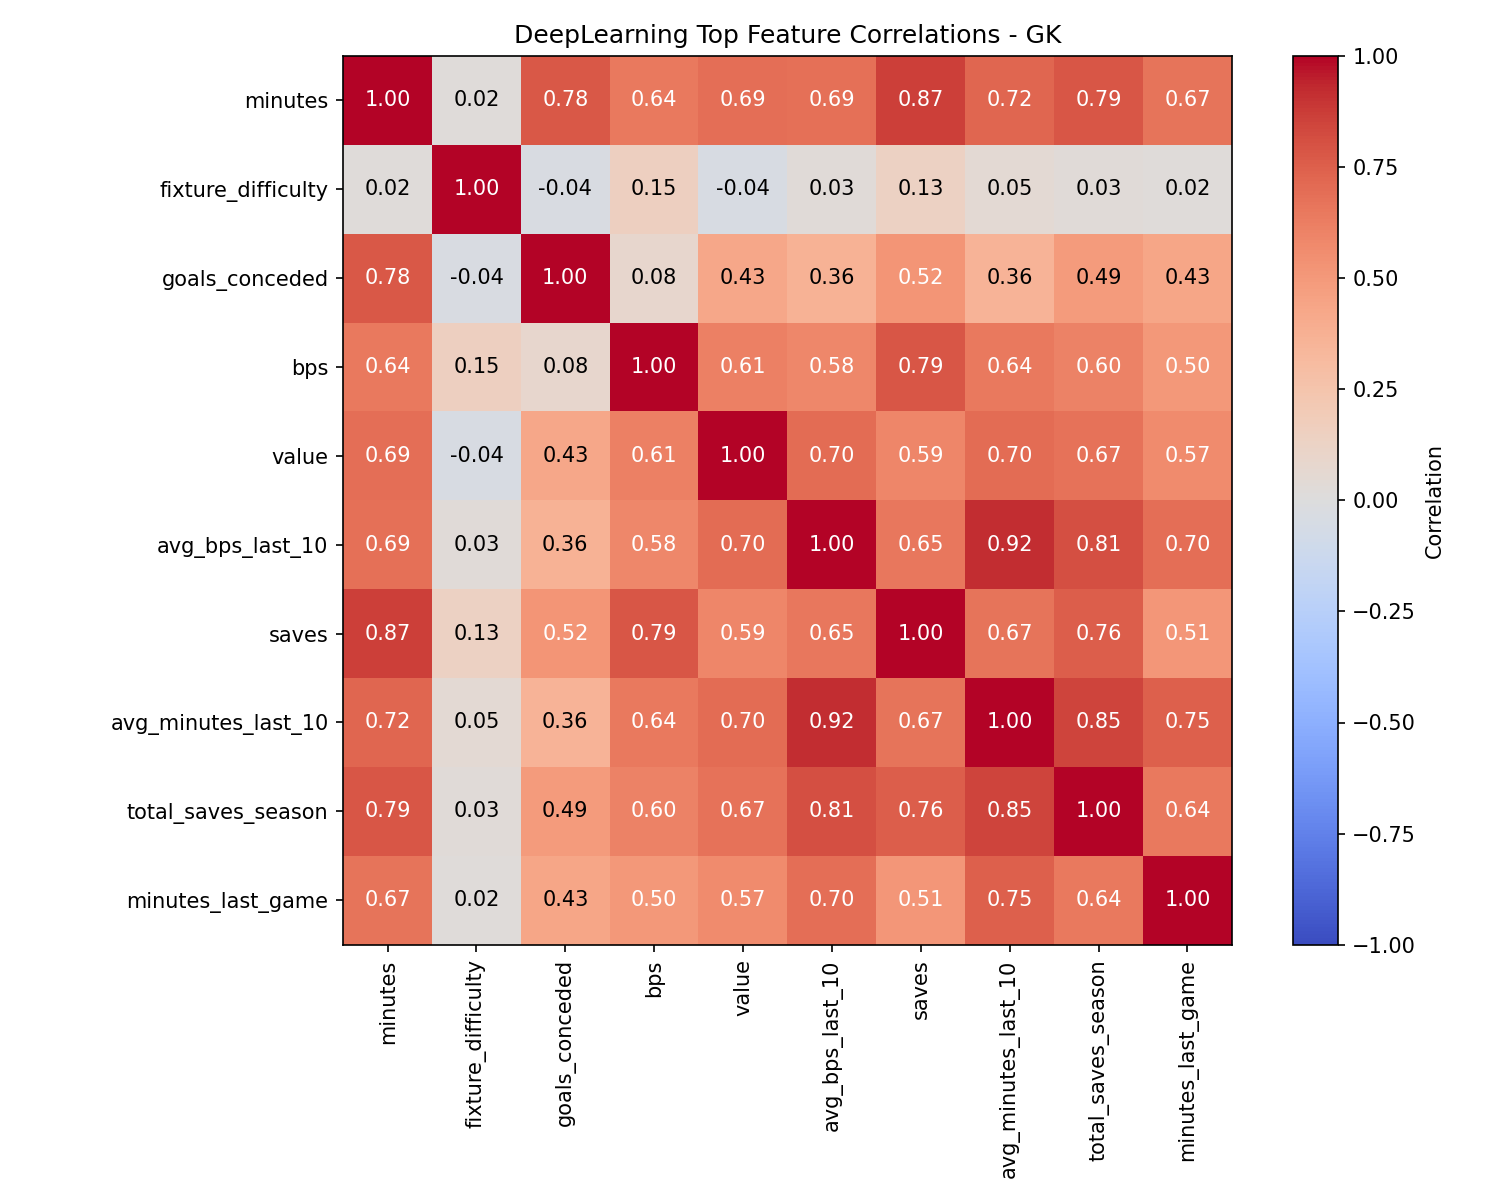 DeepLearning Top Feature Correlations - GK
minutes 1.00 0.02 0.78 0.64 0.69 0.69 0.87 0.72 0.79 0.67
fixture_difficulty 0.02 1.00 -0.04 0.15 -0.04 0.03 0.13 0.05 0.03 0.02
goals_conceded 0.78 -0.04 1.00 0.08 0.43 0.36 0.52 0.36 0.49 0.43
bps 0.64 0.15 0.08 1.00 0.61 0.58 0.79 0.64 0.60 0.50
value 0.69 -0.04 0.43 0.61 1.00 0.70 0.59 0.70 0.67 0.57
avg_bps_last_10 0.69 0.03 0.36 0.58 0.70 1.00 0.65 0.92 0.81 0.70
saves 0.87 0.13 0.52 0.79 0.59 0.65 1.00 0.67 0.76 0.51
avg_minutes_last_10 0.72 0.05 0.36 0.64 0.70 0.92 0.67 1.00 0.85 0.75
total_saves_season 0.79 0.03 0.49 0.60 0.67 0.81 0.76 0.85 1.00 0.64
minutes_last_game 0.67 0.02 0.43 0.50 0.57 0.70 0.51 0.75 0.64 1.00
minutes
fixture_difficulty
goals_conceded
bps
value
avg_bps_last_10
saves
avg_minutes_last_10
total_saves_season
minutes_last_game
1.00
0.75
0.50
0.25
0.00
−0.25
−0.50
−0.75
−1.00
Correlation